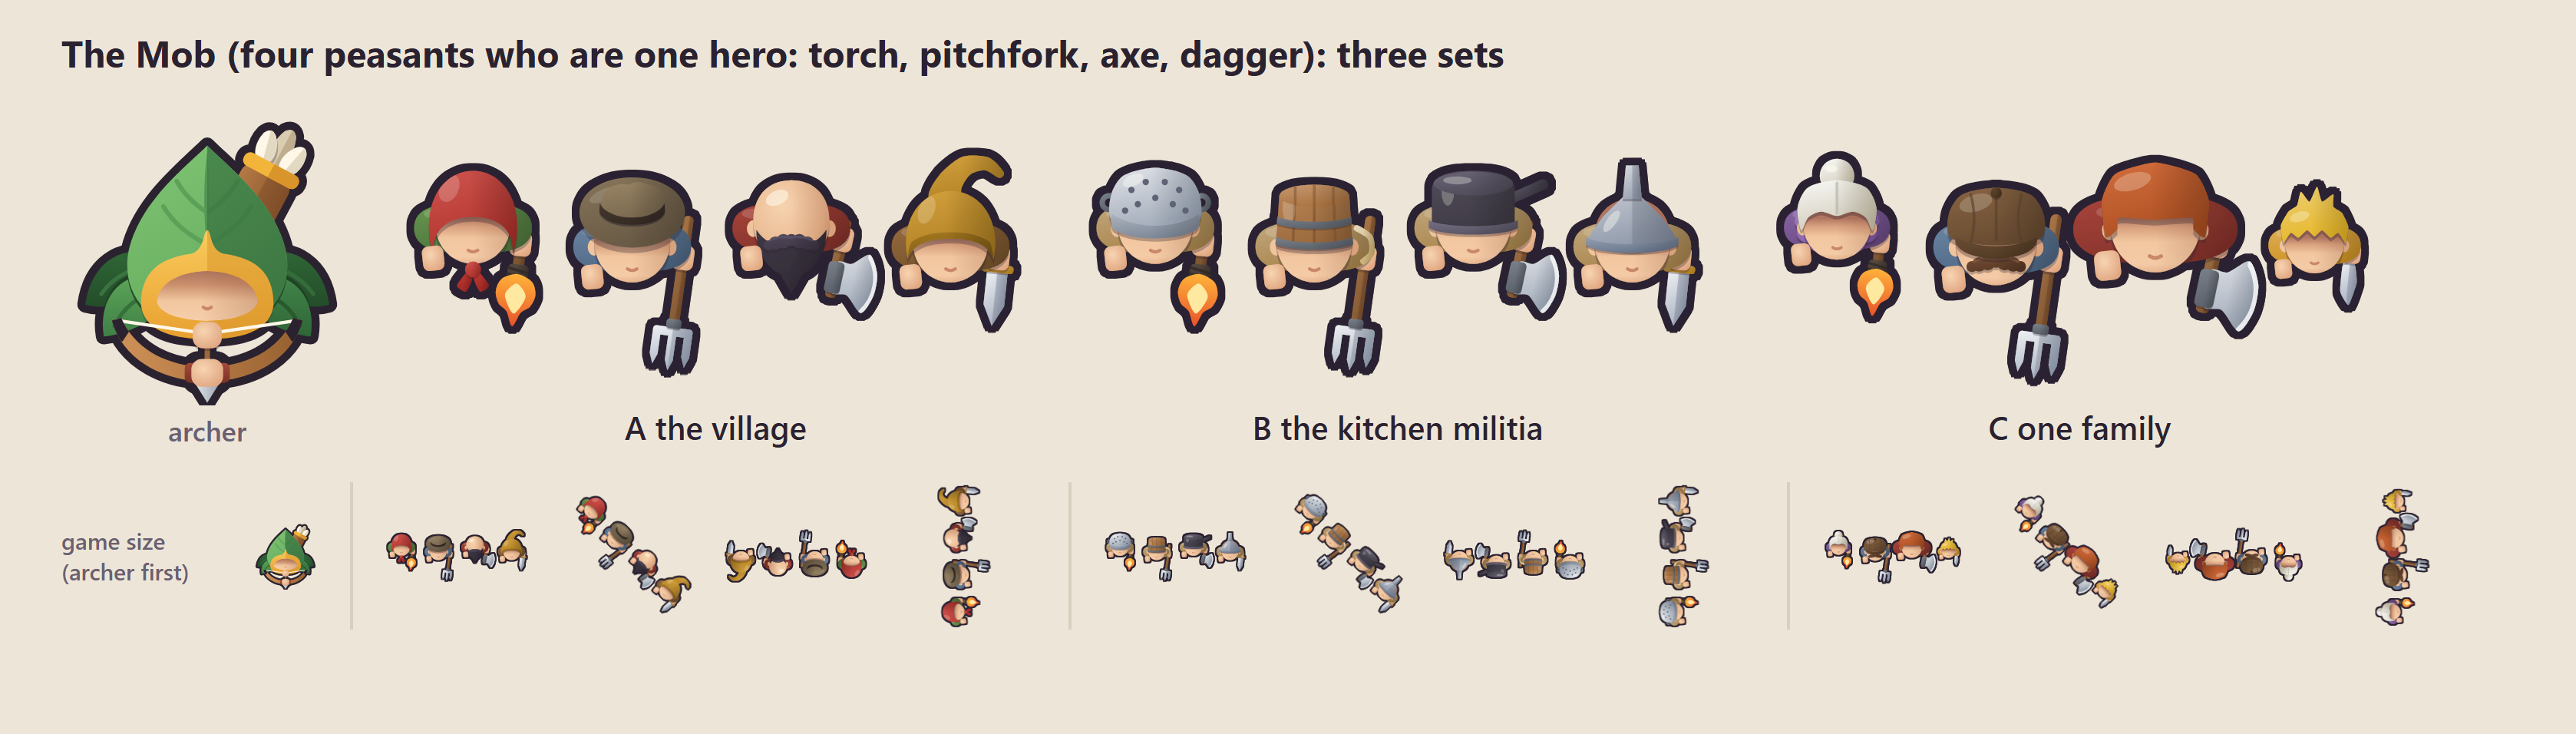 The Mob (four peasants who are one hero: torch, pitchfork, axe, dagger): three sets
archer
A the village
B the kitchen militia
C one family
game size
(archer first)